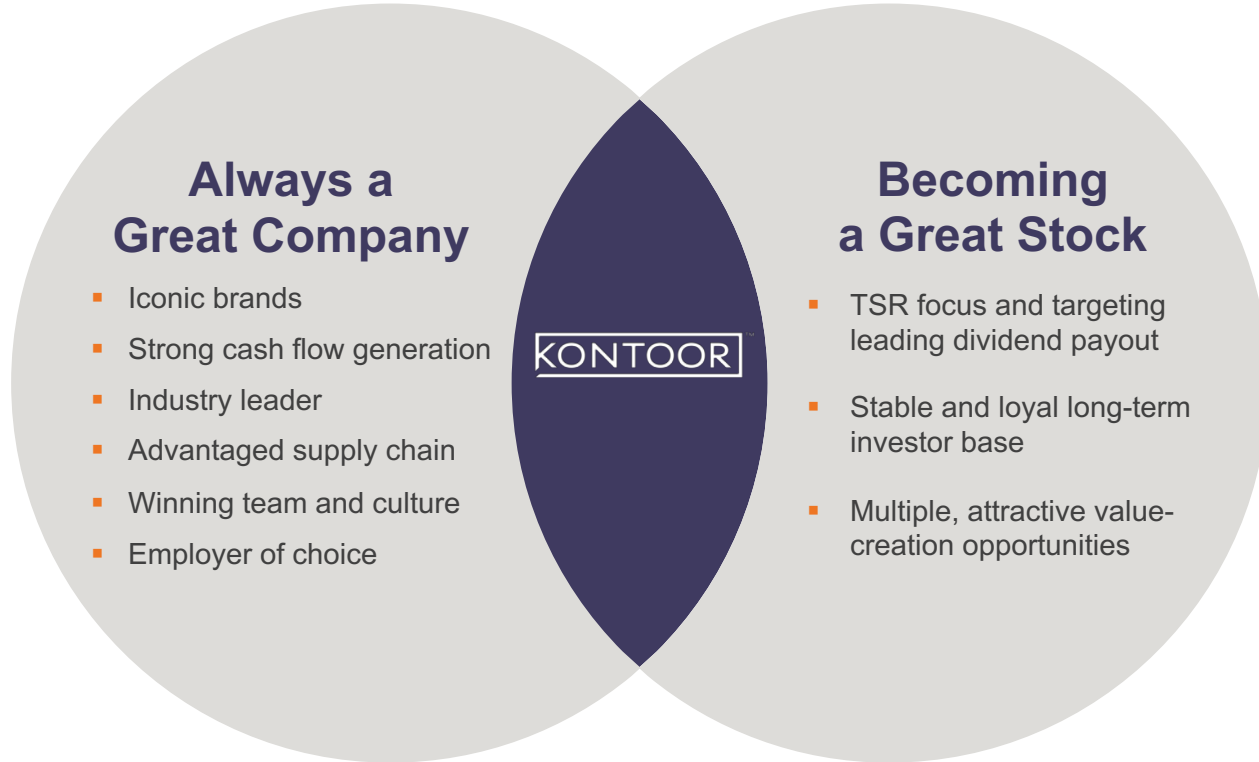 Always a
Great Company
Iconic brands
Strong cash flow generation
Industry leader
Advantaged supply chain
Winning team and culture
Employer of choice
KONTOOR™
Becoming
a Great Stock
TSR focus and targeting
leading dividend payout
Stable and loyal long-term
investor base
Multiple, attractive value-
creation opportunities